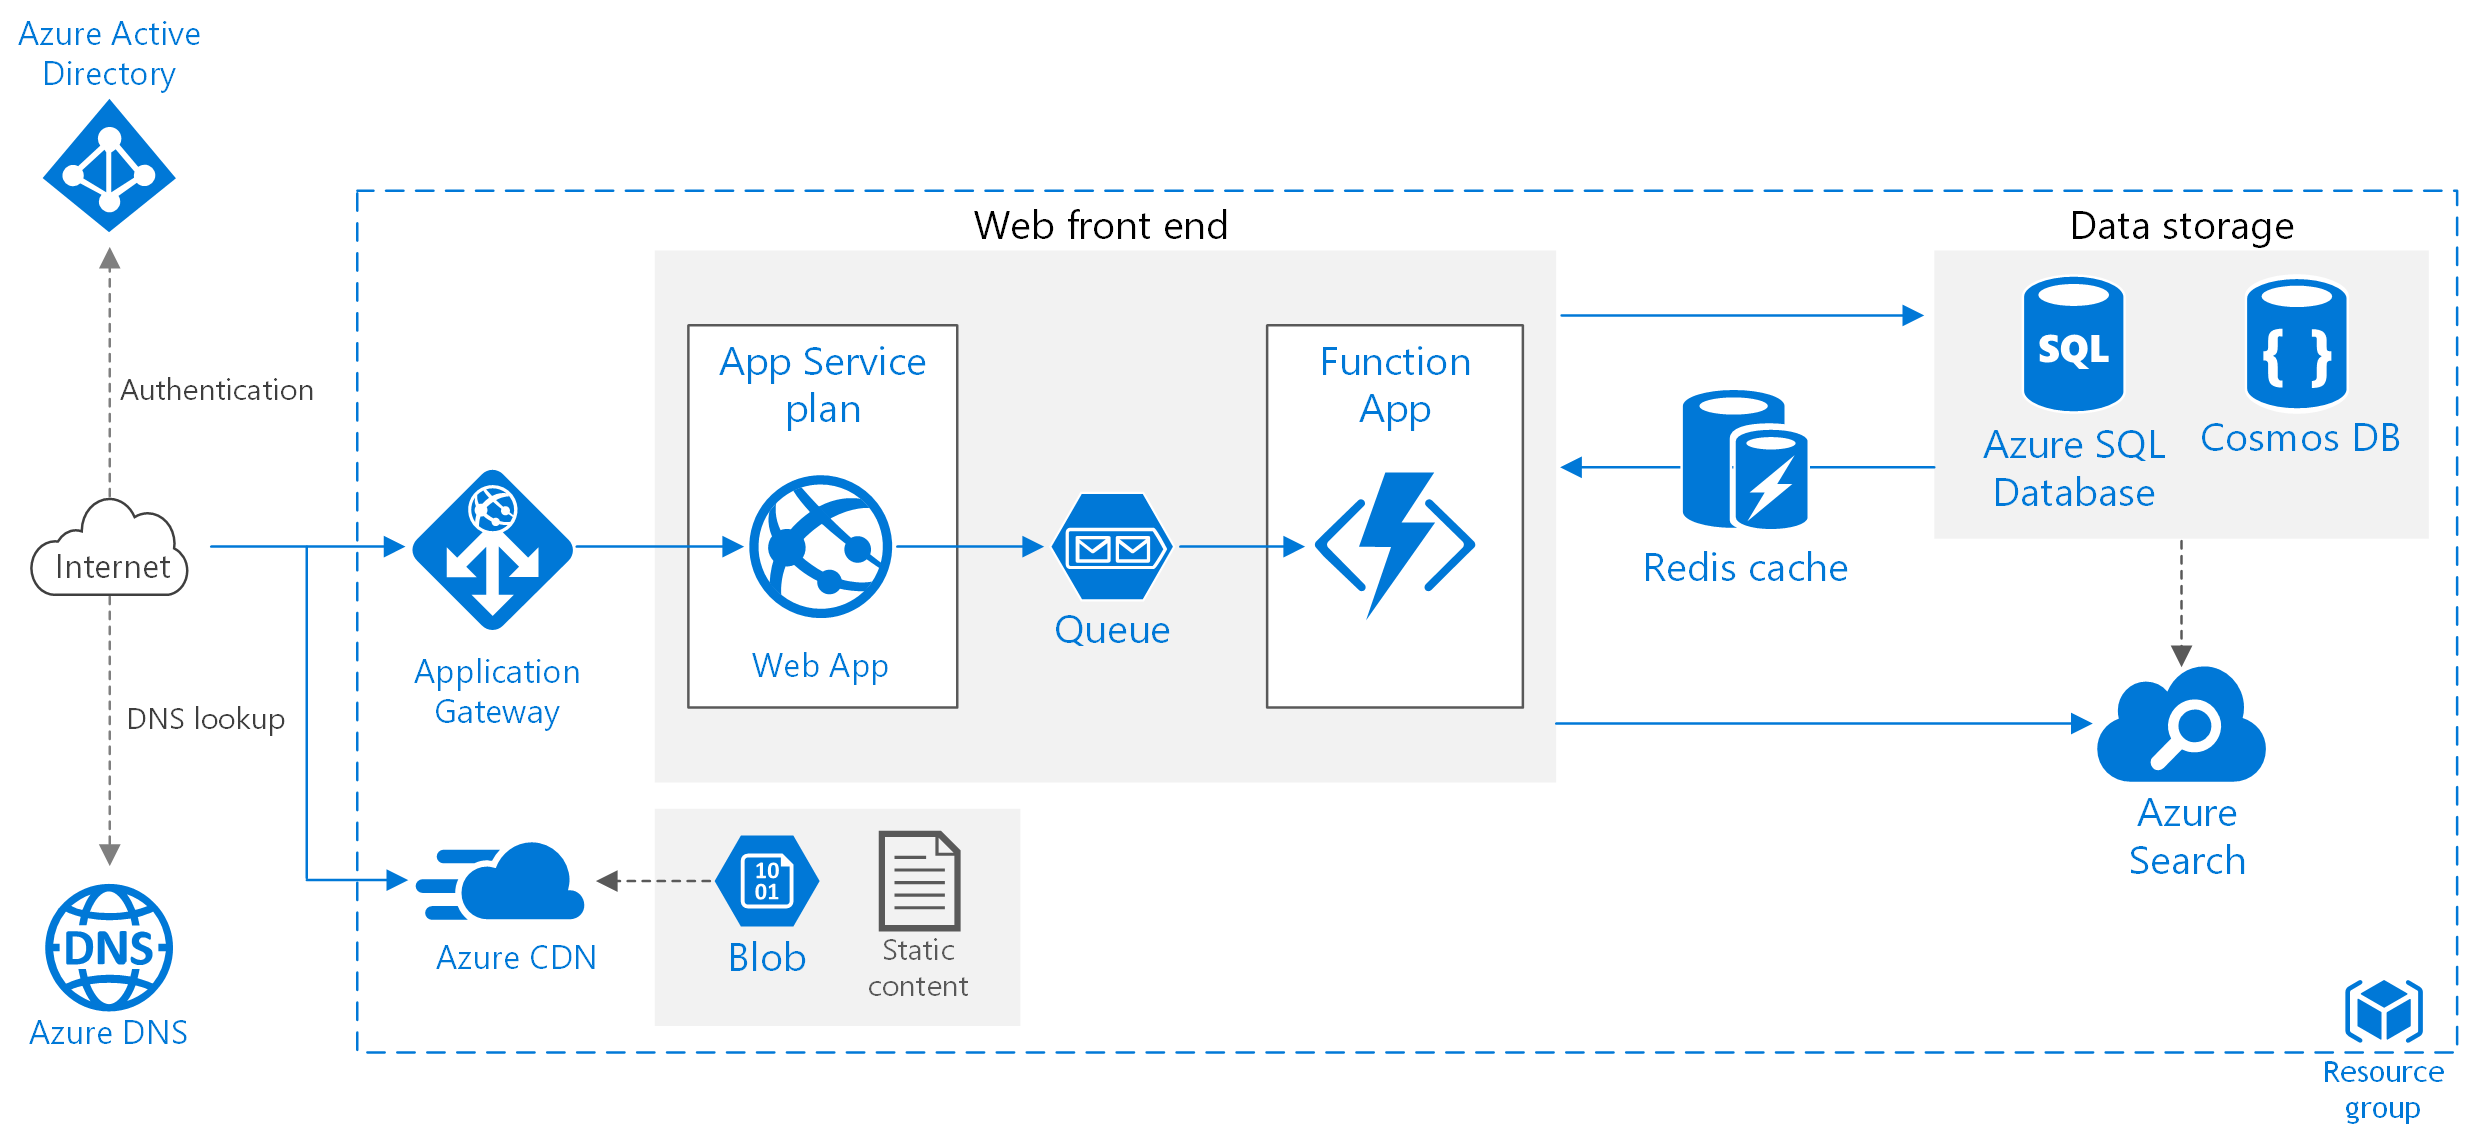 Azure Active
Directory
Authentication
Internet
DNS lookup
DNS
Azure DNS
Application
Gateway
Azure CDN
Web front end
App Service
plan
Web App
Queue
Function
App
10
01
Blob
Static
content
Redis cache
Data storage
SQL
Azure SQL
Database
{ }
Cosmos DB
Azure
Search
Resource
group